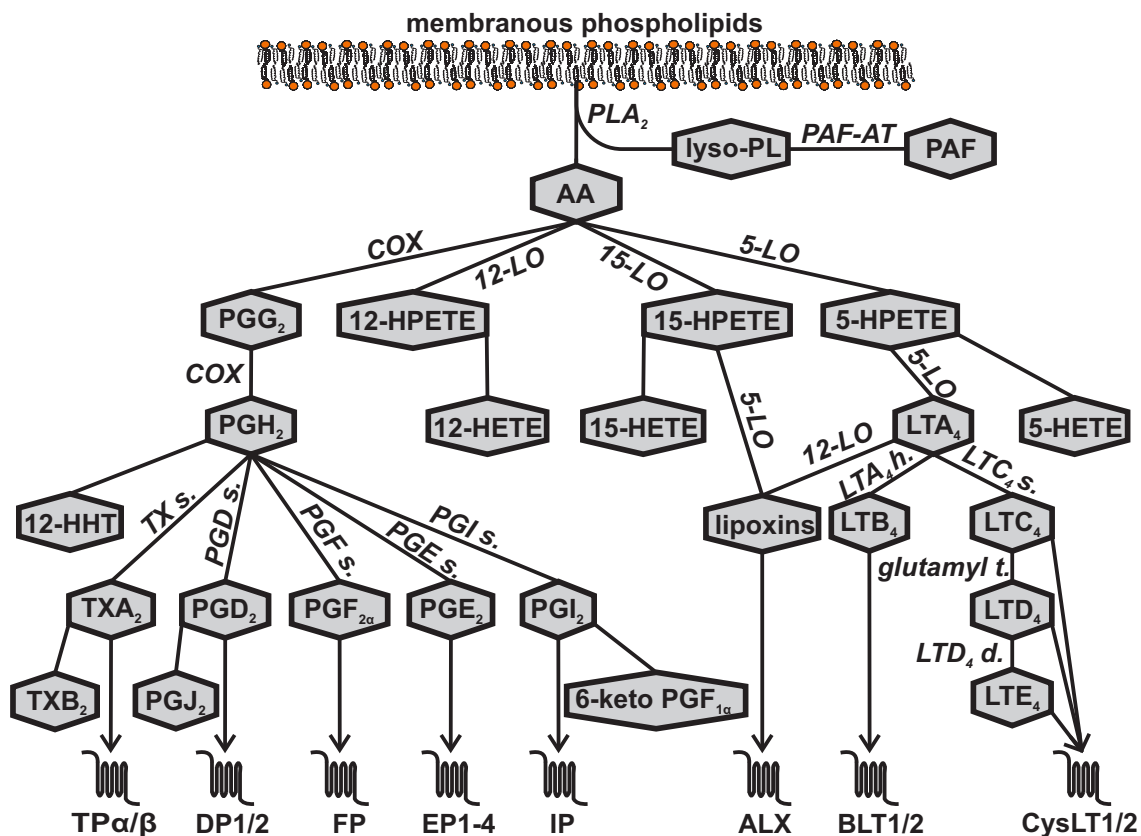 membranous phospholipids
PLA₂
lyso-PL
PAF-AT
PAF
AA
COX
12-LO
15-LO
5-LO
PGG₂
12-HPETE
15-HPETE
5-HPETE
COX
5-LO
5-LO
PGH₂
12-HETE
15-HETE
LTA₄
5-HETE
12-LO
LTA₄h.
LTC₄ s.
12-HHT
TX s.
PGD s.
PGF s.
PGE s.
PGI s.
lipoxins
LTB₄
LTC₄
glutamyl t.
TXA₂
PGD₂
PGF₂α
PGE₂
PGI₂
LTD₄
LTD₄ d.
TXB₂
PGJ₂
6-keto PGF₁α
LTE₄
TPα/β
DP1/2
FP
EP1-4
IP
ALX
BLT1/2
CysLT1/2